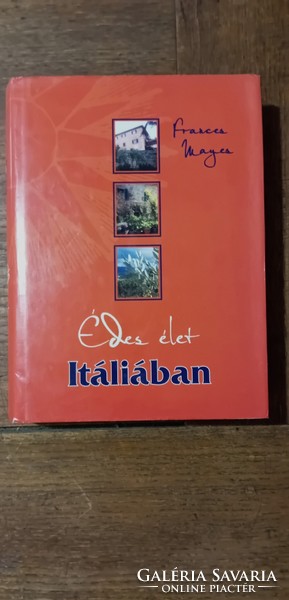 Frances
Mayes
Édes élet
Itáliában
GALÉRIA SAVARIA
ONLINE PIACTÉR